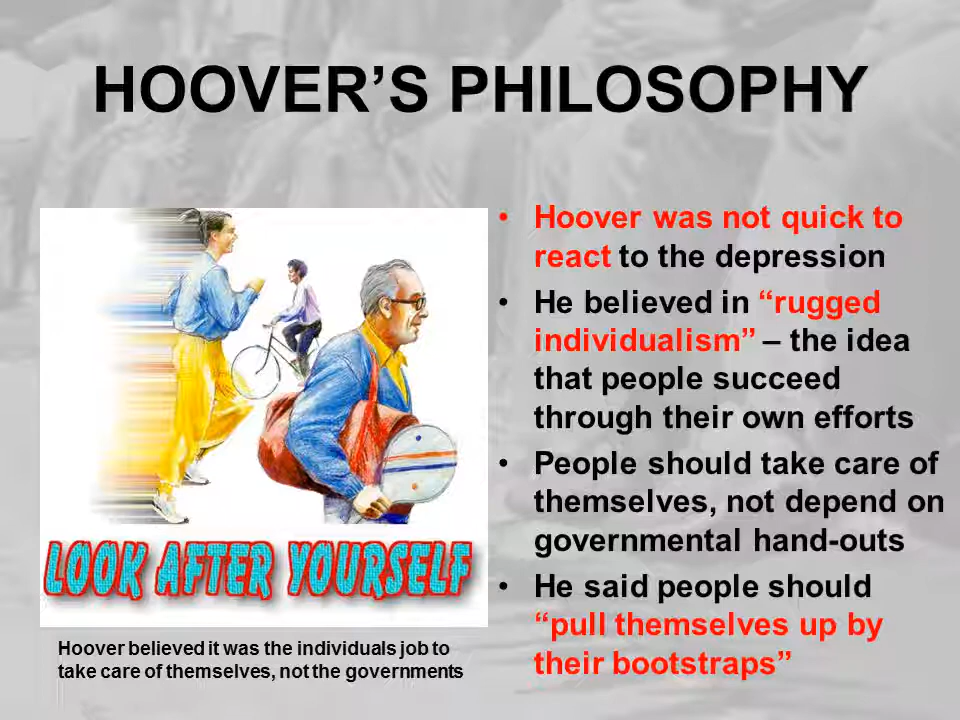 HOOVER’S PHILOSOPHY
• Hoover was not quick to
react to the depression
• He believed in “rugged
individualism” – the idea
that people succeed
through their own efforts
• People should take care of
themselves, not depend on
governmental hand-outs
• He said people should
“pull themselves up by
their bootstraps”
LOOK AFTER YOURSELF
Hoover believed it was the individuals job to
take care of themselves, not the governments